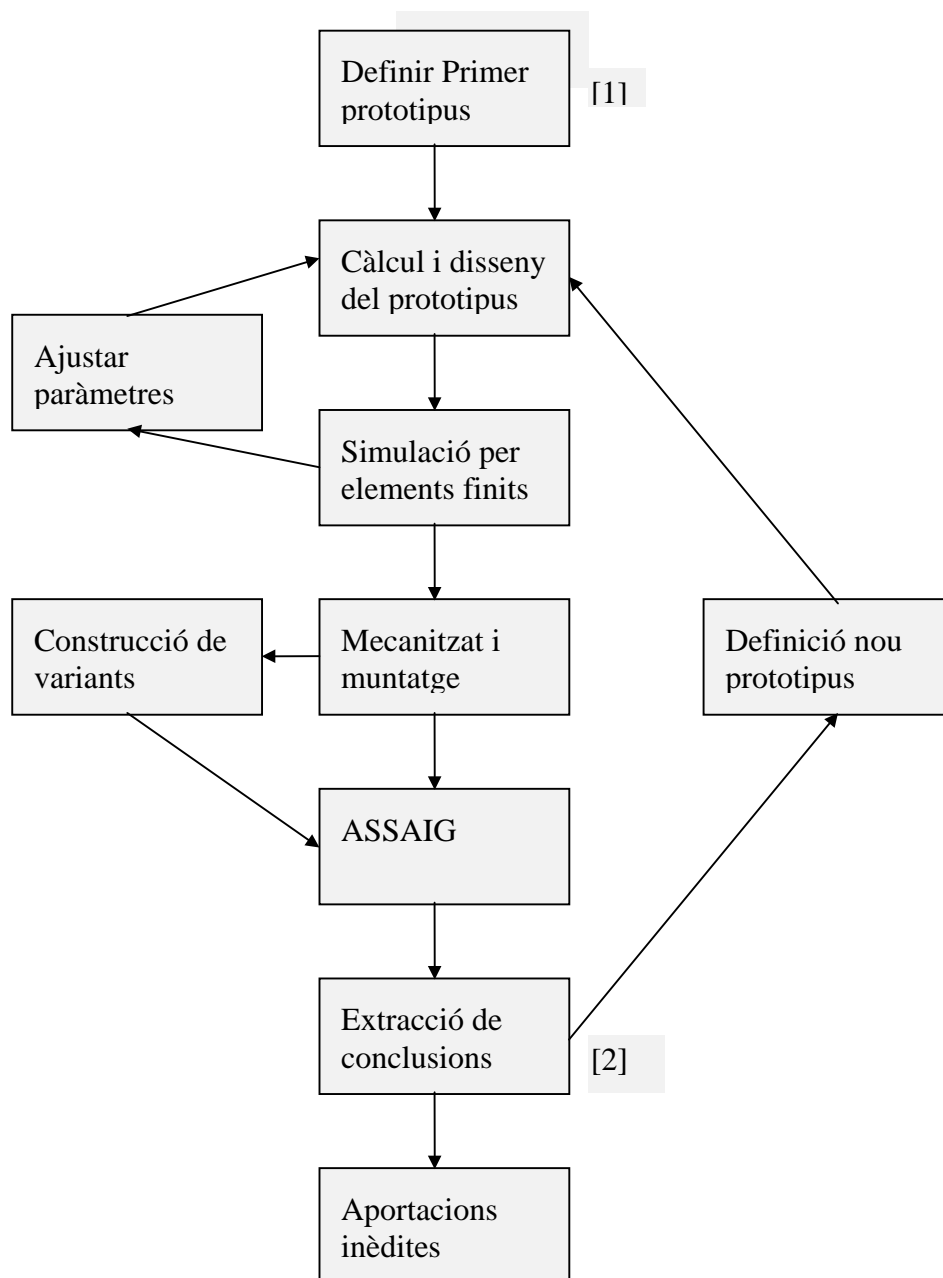 Definir Primer
prototipus
[1]
Càlcul i disseny
del prototipus
Ajustar
paràmetres
Simulació per
elements finits
Construcció de
variants
Mecanitzat i
muntatge
Definició nou
prototipus
ASSAIG
Extracció de
conclusions
[2]
Aportacions
inèdites